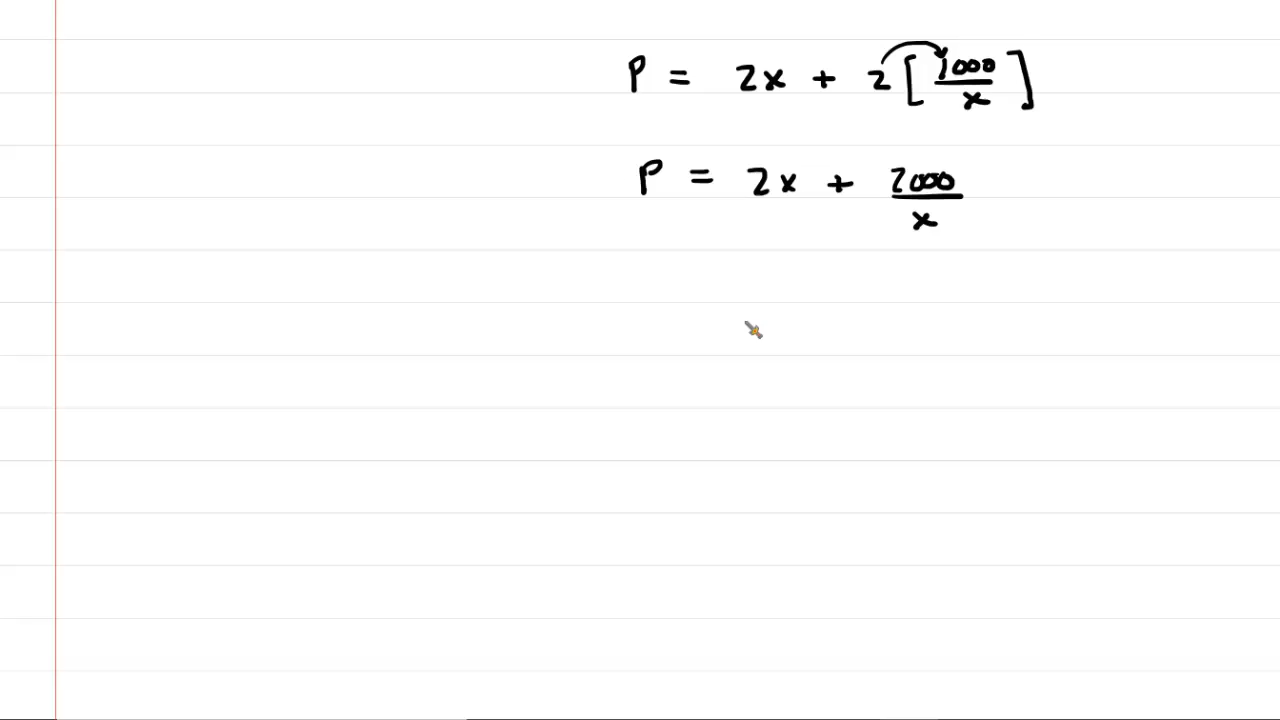 P = 2x + 2 [ 1000/x ]
P = 2x + 2000/x